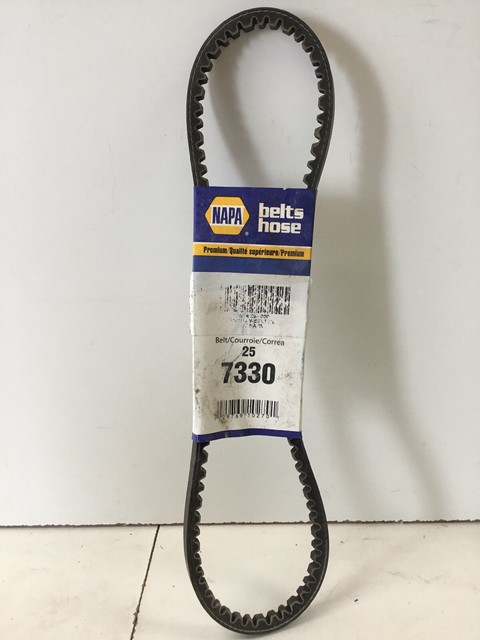 NAPA
®
belts
hose
Premium/Qualité supérieure/Premium
Belt/Courroie/Correa
25
7330